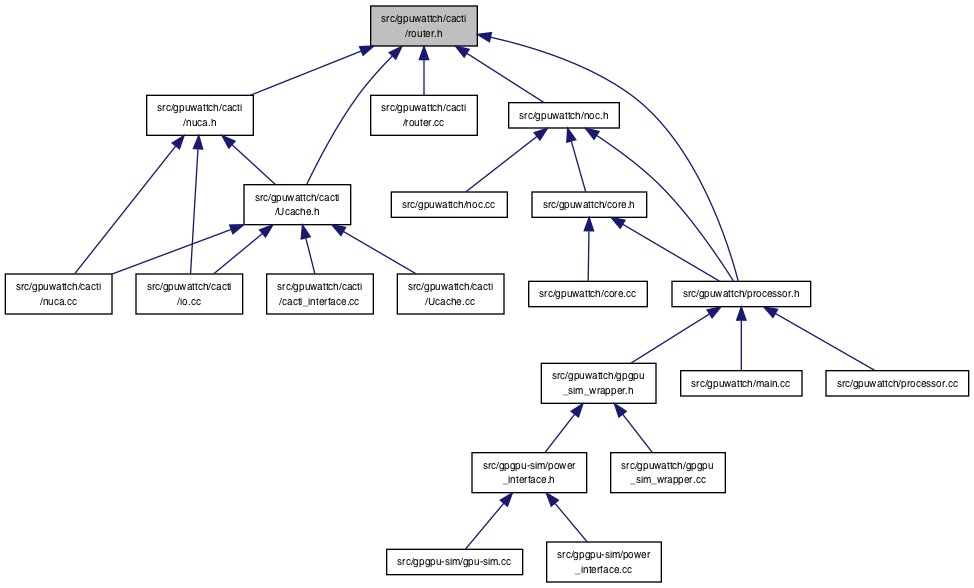 src/gpuwattch/cacti
/router.h
src/gpuwattch/cacti
/nuca.h
src/gpuwattch/cacti
/router.cc
src/gpuwattch/noc.h
src/gpuwattch/cacti
/Ucache.h
src/gpuwattch/noc.cc
src/gpuwattch/core.h
src/gpuwattch/cacti
/nuca.cc
src/gpuwattch/cacti
/io.cc
src/gpuwattch/cacti
/cacti_interface.cc
src/gpuwattch/cacti
/Ucache.cc
src/gpuwattch/core.cc
src/gpuwattch/processor.h
src/gpuwattch/gpgpu
_sim_wrapper.h
src/gpuwattch/main.cc
src/gpuwattch/processor.cc
src/gpgpu-sim/power
_interface.h
src/gpuwattch/gpgpu
_sim_wrapper.cc
src/gpgpu-sim/gpu-sim.cc
src/gpgpu-sim/power
_interface.cc